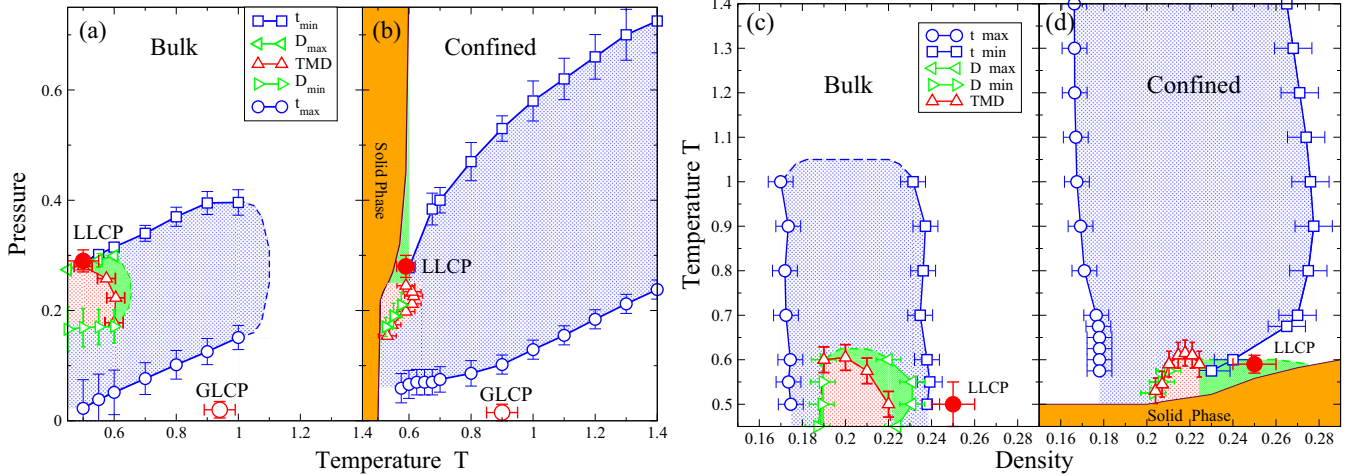 (a)
Bulk
t_min
D_max
TMD
D_min
t_max
LLCP
GLCP
Pressure
0.6
0.4
0.2
0
0.6
0.8
1
1.2
1.4
(b)
Confined
Solid Phase
LLCP
GLCP
0.6
0.8
1
1.2
1.4
Temperature T
(c)
Bulk
t max
t min
D max
D min
TMD
LLCP
Temperature T
1.4
1.3
1.2
1.1
1
0.9
0.8
0.7
0.6
0.5
0.16
0.18
0.2
0.22
0.24
0.26
(d)
Confined
LLCP
Solid Phase
0.16
0.18
0.2
0.22
0.24
0.26
0.28
Density